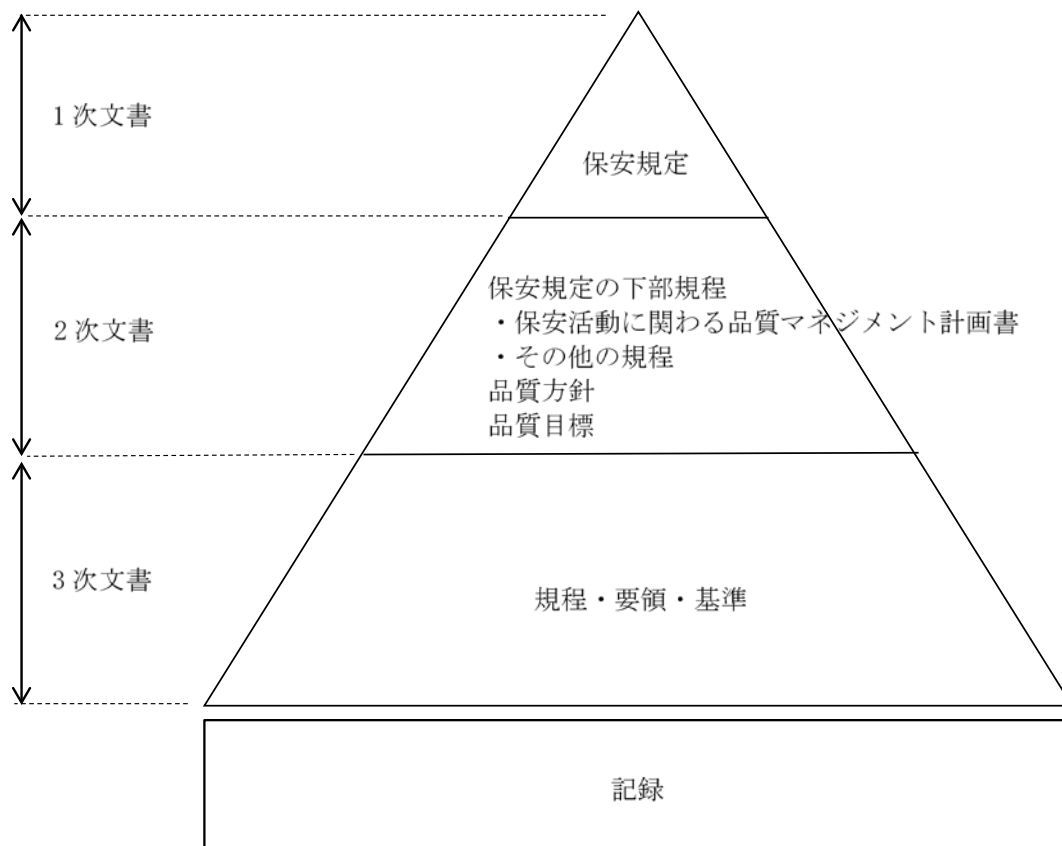 1次文書
保安規定
2次文書
保安規定の下部規程
・保安活動に関わる品質マネジメント計画書
・その他の規程
品質方針
品質目標
3次文書
規程・要領・基準
記録